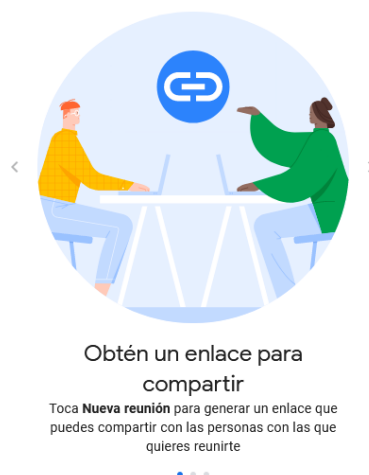 Obtén un enlace para
compartir
Toca Nueva reunión para generar un enlace que
puedes compartir con las personas con las que
quieres reunirte